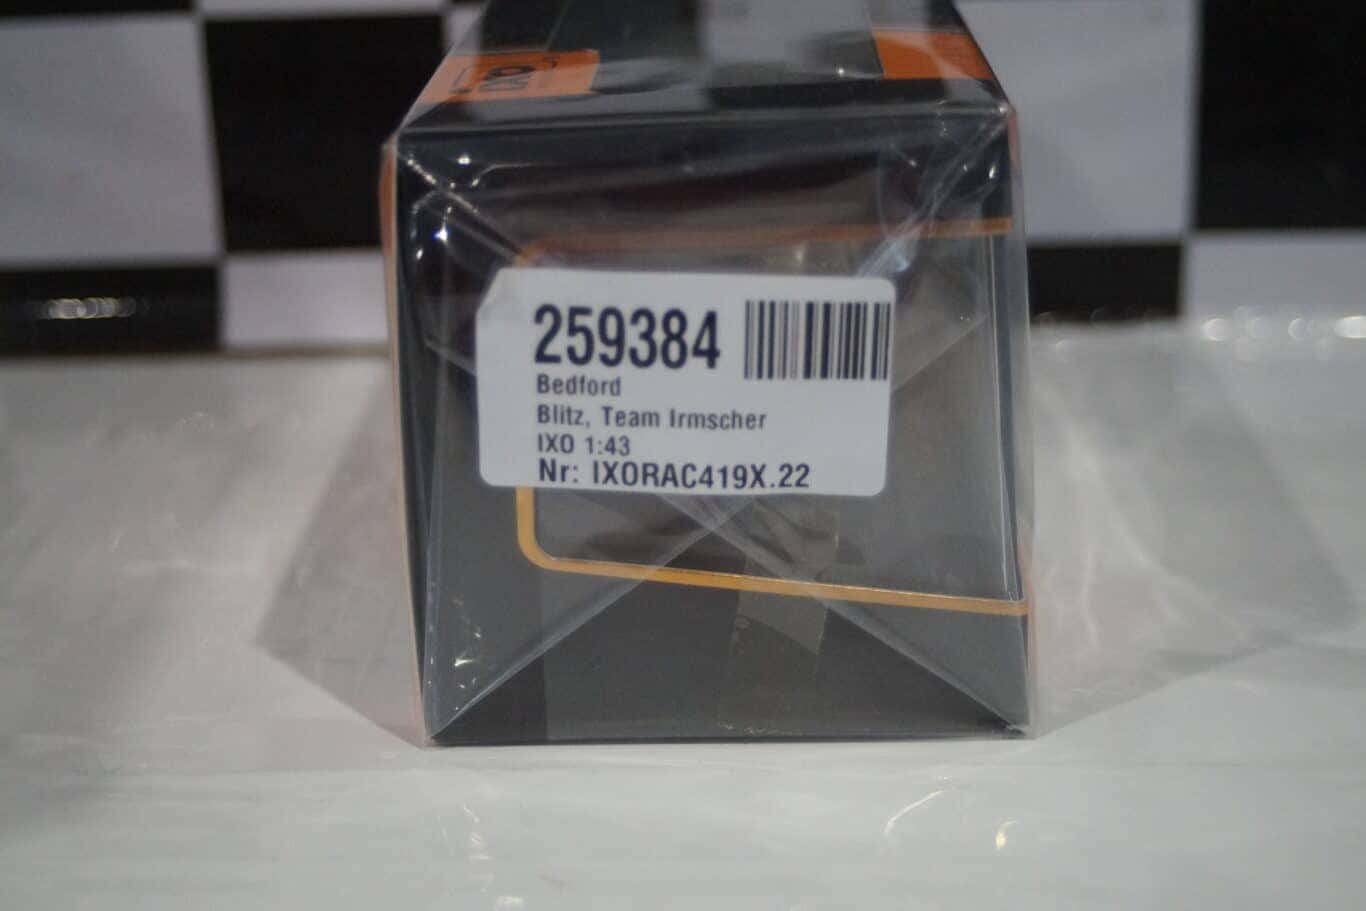 259384
Bedford
Blitz, Team Irmscher
IXO 1:43
Nr: IXORAC419X.22